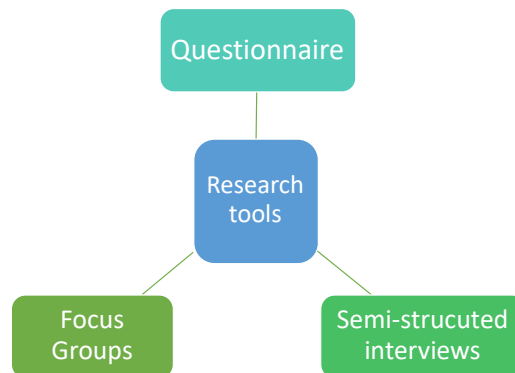 Questionnaire
Research
tools
Focus
Groups
Semi-strucuted
interviews